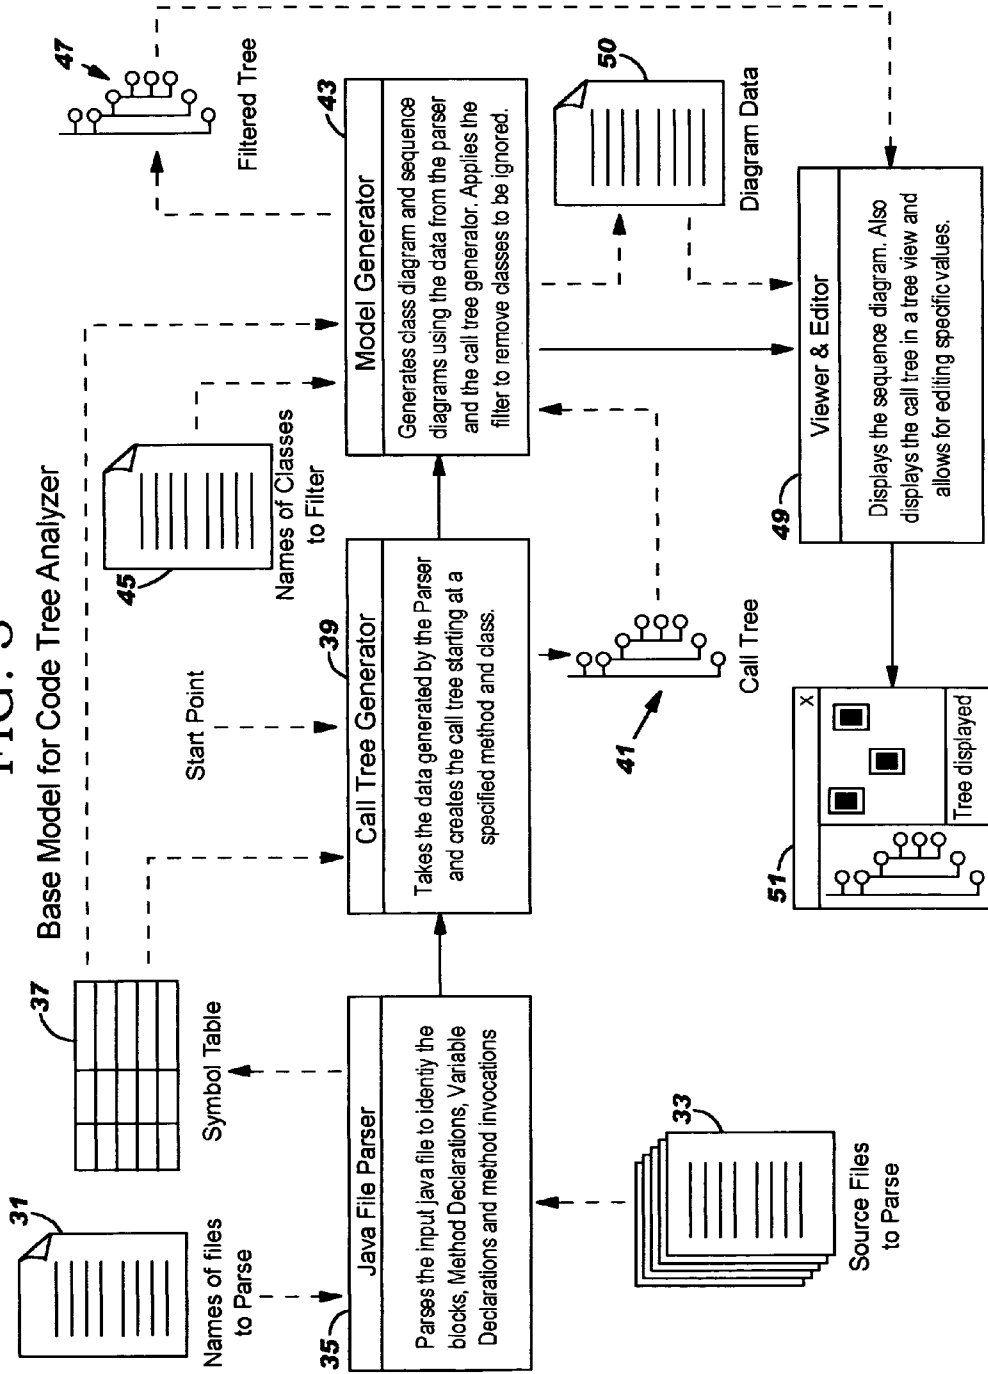 FIG. 3
Base Model for Code Tree Analyzer
31
Names of files
to Parse
37
Symbol Table
Start Point
45
Names of Classes
to Filter
47
Filtered Tree
35
Java File Parser
Parses the input java file to identiy the
blocks, Method Declarations, Variable
Declarations and method invocations
39
Call Tree Generator
Takes the data generated by the Parser
and creates the call tree starting at a
specified method and class.
43
Model Generator
Generates class diagram and sequence
diagrams using the data from the parser
and the call tree generator. Applies the
filter to remove classes to be ignored.
33
Source Files
to Parse
41
Call Tree
50
Diagram Data
51
X
Tree displayed
49
Viewer & Editor
Displays the sequence diagram. Also
displays the call tree in a tree view and
allows for editing specific values.